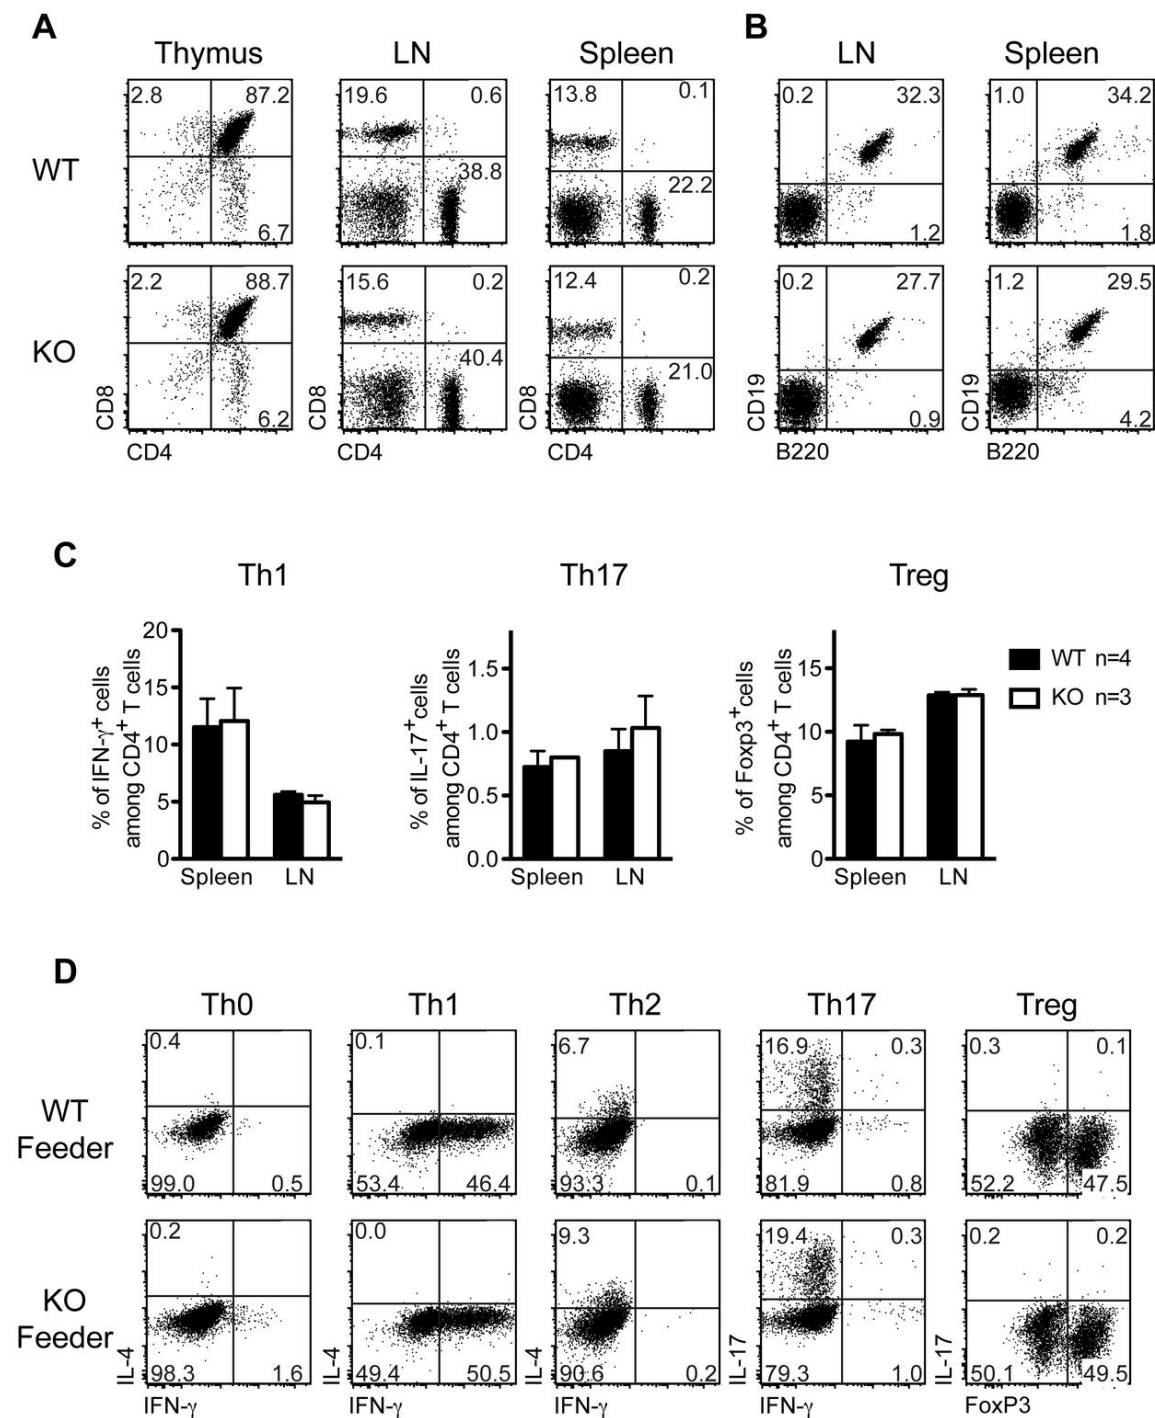 A
B
Thymus LN Spleen LN Spleen
WT
2.8 87.2 19.6 0.6 13.8 0.1 0.2 32.3 1.0 34.2
6.7 38.8 22.2 1.2 1.8
KO
2.2 88.7 15.6 0.2 12.4 0.2 0.2 27.7 1.2 29.5
6.2 40.4 21.0 0.9 4.2
CD8 CD8 CD8 CD19 CD19
CD4 CD4 CD4 B220 B220
C
Th1 Th17 Treg
% of IFN-γ+ cells
among CD4+ T cells
20
15
10
5
0
Spleen LN
% of IL-17+cells
among CD4+ T cells
1.5
1.0
0.5
0.0
Spleen LN
% of Foxp3+cells
among CD4+ T cells
15
10
5
0
Spleen LN
WT n=4
KO n=3
D
Th0 Th1 Th2 Th17 Treg
WT
Feeder
0.4 0.1 6.7 16.9 0.3 0.3 0.1
99.0 0.5 53.4 46.4 93.3 0.1 81.9 0.8 52.2 47.5
KO
Feeder
0.2 0.0 9.3 19.4 0.3 0.2 0.2
98.3 1.6 49.4 50.5 90.6 0.2 79.3 1.0 50.1 49.5
IL-4 IL-4 IL-4 IL-17 IL-17
IFN-γ IFN-γ IFN-γ IFN-γ FoxP3